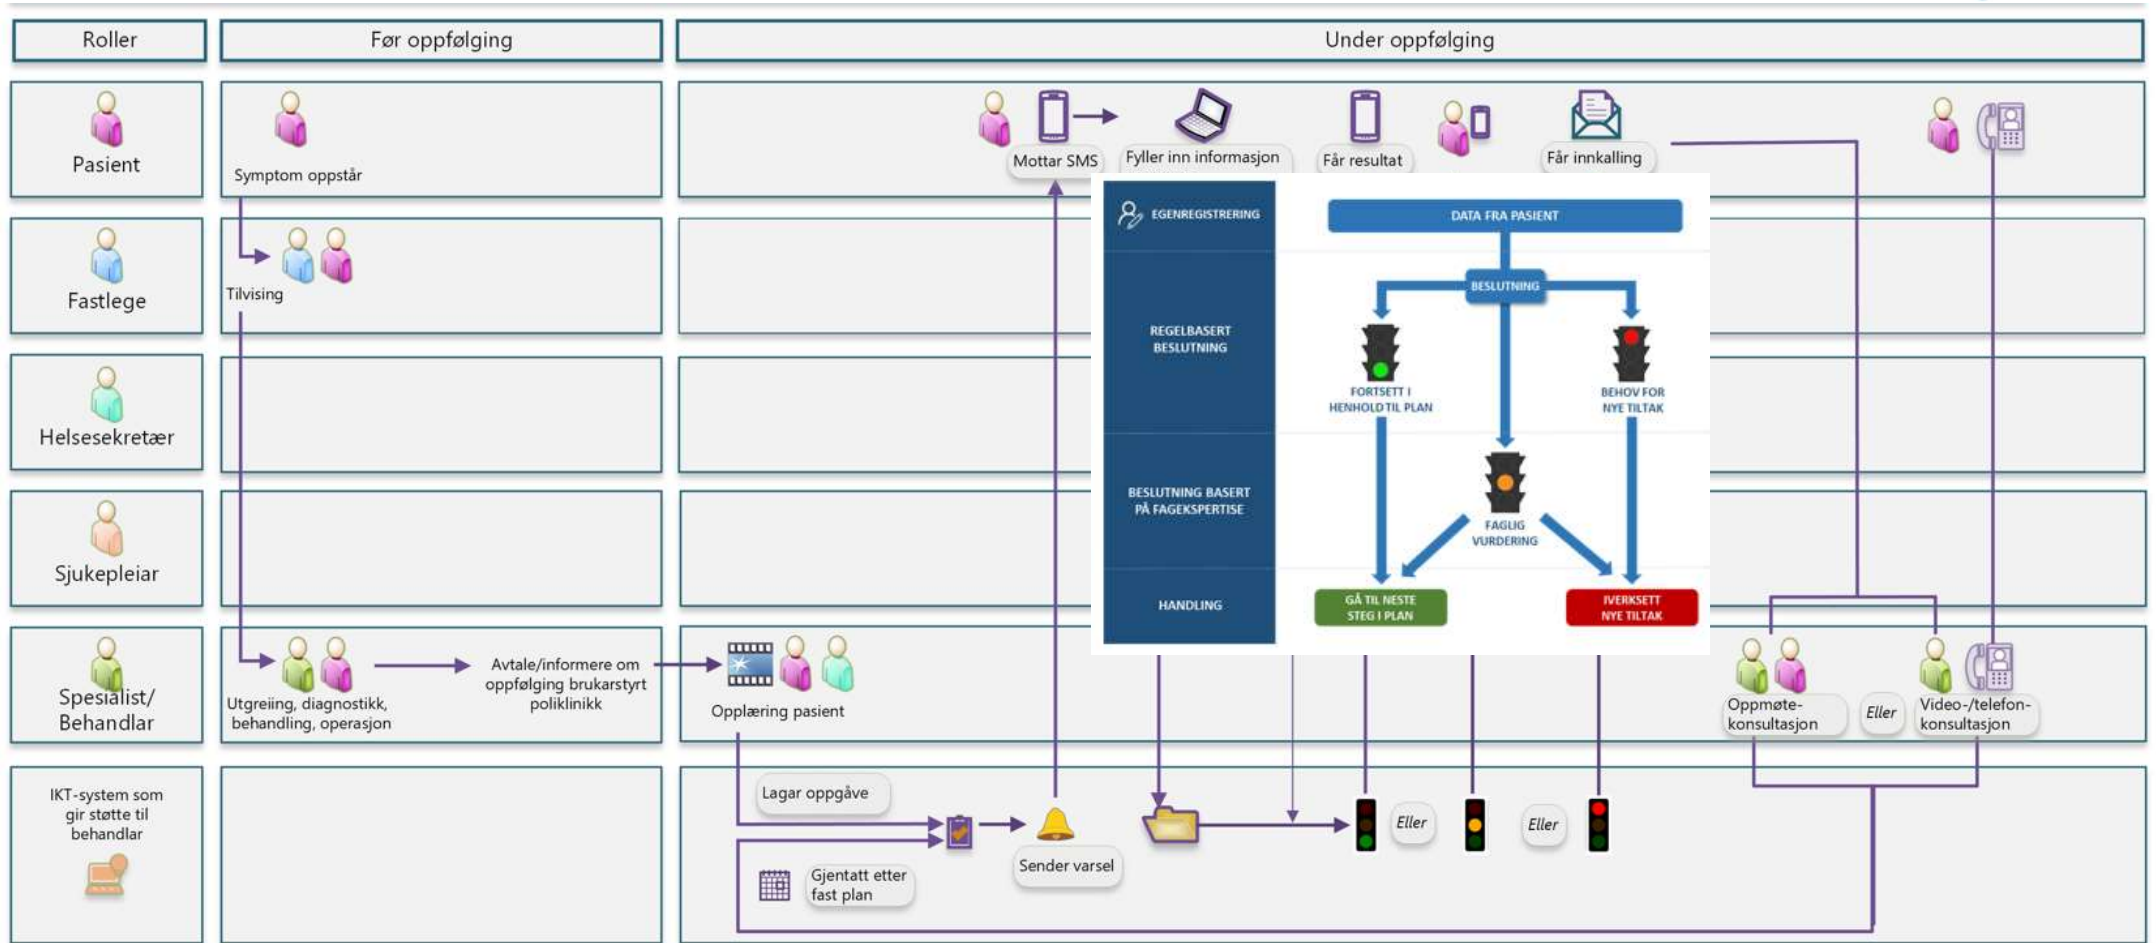 Roller
Før oppfølging
Under oppfølging
Pasient
Symptom oppstår
Mottar SMS
Fyller inn informasjon
Får resultat
Får innkalling
Fastlege
Tilvising
Helsesekretær
Sjukepleiar
EGENREGISTRERING
DATA FRA PASIENT
BESLUTNING
REGELBASERT
BESLUTNING
FORTSETT I
HENHOLD TIL PLAN
BEHOV FOR
NYE TILTAK
BESLUTNING BASERT
PÅ FAGEKSPERTISE
FAGLIG
VURDERING
HANDLING
GÅ TIL NESTE
STEG I PLAN
IVERKSETT
NYE TILTAK
Spesialist/
Behandlar
Utgreiing, diagnostikk,
behandling, operasjon
Avtale/informere om
oppfølging brukarstyrt
poliklinikk
Opplæring pasient
Oppmøte-
konsultasjon
Eller
Video-/telefon-
konsultasjon
IKT-system som
gir støtte til
behandlar
Lagar oppgåve
Sender varsel
Gjentatt etter
fast plan
Eller
Eller